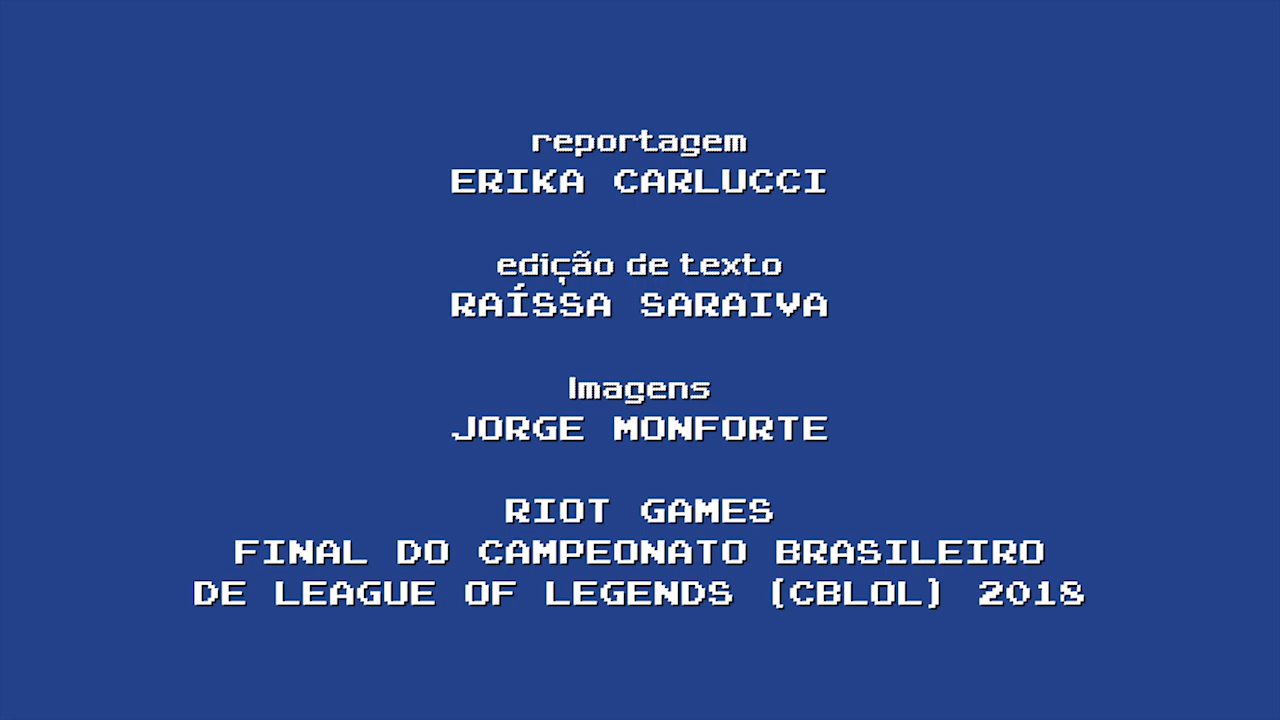 reportagem
ERIKA CARLUCCI
edição de texto
RAÍSSA SARAIVA
Imagens
JORGE MONFORTE
RIOT GAMES
FINAL DO CAMPEONATO BRASILEIRO
DE LEAGUE OF LEGENDS (CBLOL) 2018